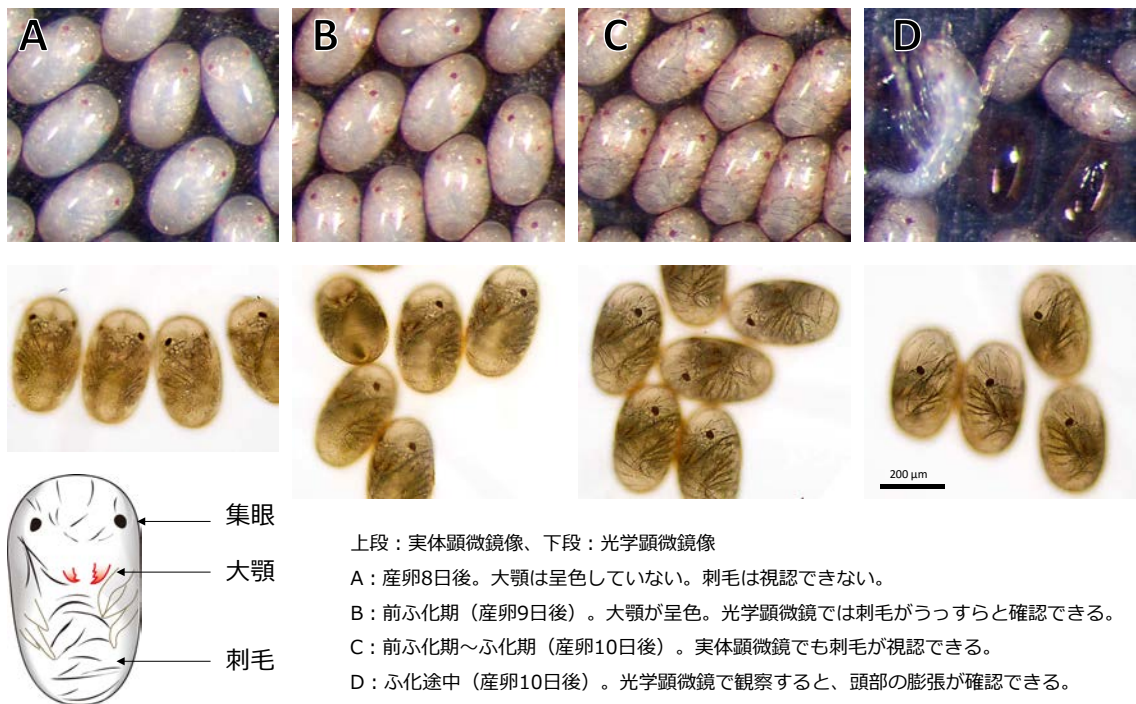 A
B
C
D
200 µm
集眼
大顎
刺毛
上段：実体顕微鏡像、下段：光学顕微鏡像
A：産卵8日後。大顎は呈色していない。刺毛は視認できない。
B：前ふ化期（産卵9日後）。大顎が呈色。光学顕微鏡では刺毛がうっすらと確認できる。
C：前ふ化期～ふ化期（産卵10日後）。実体顕微鏡でも刺毛が視認できる。
D：ふ化途中（産卵10日後）。光学顕微鏡で観察すると、頭部の膨張が確認できる。